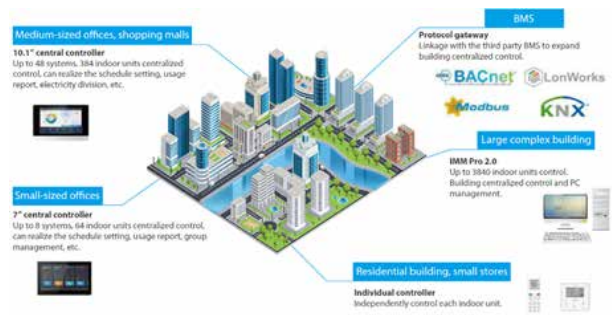 Medium-sized offices, shopping malls
10.1" central controller
Up to 48 systems, 384 indoor units centralized
control, can realize the schedule setting, usage
report, electricity division, etc.
BMS
Protocol gateway
Linkage with the third party BMS to expand
building centralized control.
BACnet
LonWorks
Modbus
KNX
Large complex building
IMM Pro 2.0
Up to 3840 indoor units control.
Building centralized control and PC
management.
Small-sized offices
7" central controller
Up to 8 systems, 64 indoor units centralized control,
can realize the schedule setting, usage report, group
management, etc.
Residential building, small stores
Individual controller
Independently control each indoor unit.